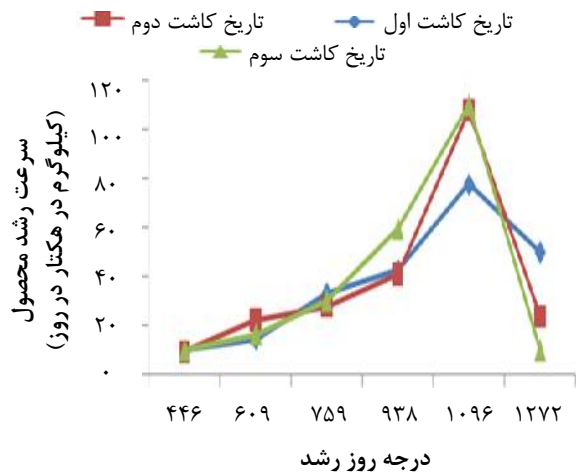 تاریخ کاشت اول
تاریخ کاشت دوم
تاریخ کاشت سوم
سرعت رشد محصول
(کیلوگرم در هکتار در روز)
۱۲۰
۱۰۰
۸۰
۶۰
۴۰
۲۰
۰
۴۴۶ ۶۰۹ ۷۵۹ ۹۳۸ ۱۰۹۶ ۱۲۷۲
درجه روز رشد